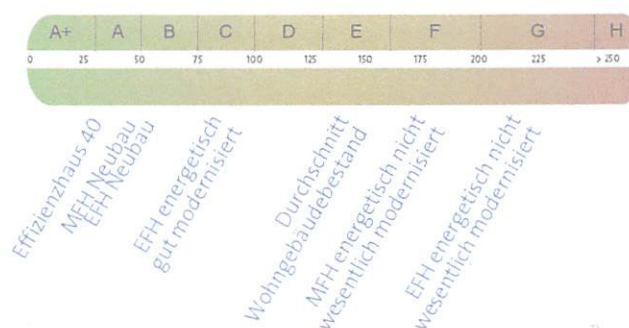 A+ A B C D E F G H
0 25 50 75 100 125 150 175 200 225 > 250
Effizienzhaus 40
MFH Neubau
EFH Neubau
EFH energetisch
gut modernisiert
Durchschnitt
Wohngebäudebestand
MFH energetisch nicht
wesentlich modernisiert
EFH energetisch nicht
wesentlich modernisiert